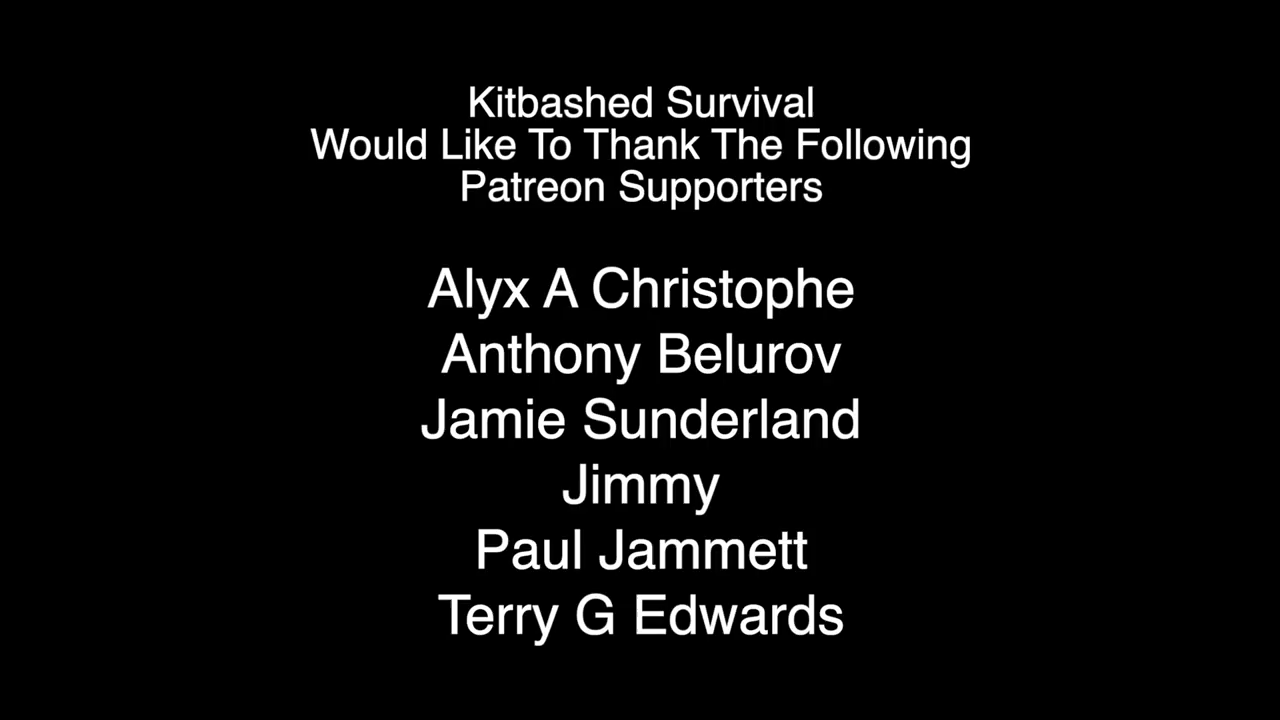 Kitbashed Survival
Would Like To Thank The Following
Patreon Supporters
Alyx A Christophe
Anthony Belurov
Jamie Sunderland
Jimmy
Paul Jammett
Terry G Edwards